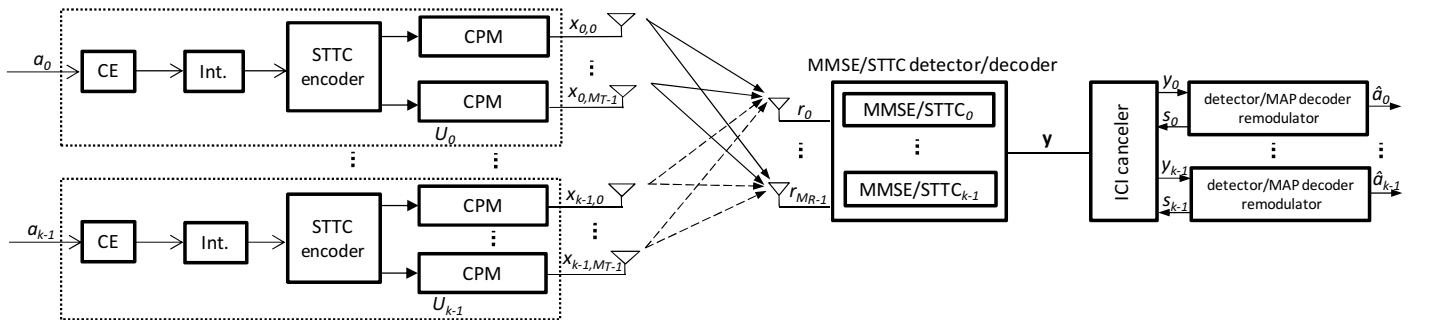 a0
CE
Int.
STTC
encoder
CPM
CPM
U0
x0,0
x0,MT-1
ak-1
CE
Int.
STTC
encoder
CPM
CPM
Uk-1
xk-1,0
xk-1,MT-1
r0
rMR-1
MMSE/STTC detector/decoder
MMSE/STTC0
MMSE/STTCk-1
y
ICI canceler
y0
s0
yk-1
sk-1
detector/MAP decoder
remodulator
â0
detector/MAP decoder
remodulator
âk-1